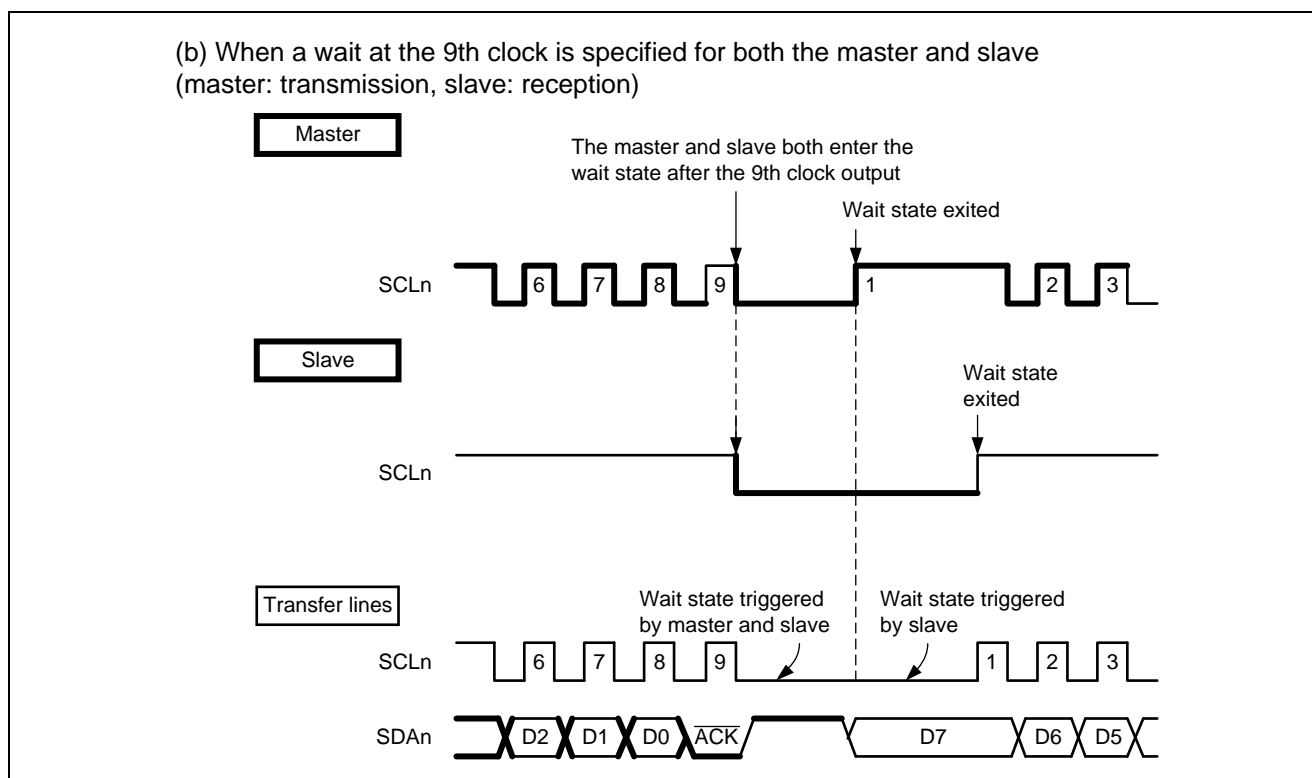 (b) When a wait at the 9th clock is specified for both the master and slave
(master: transmission, slave: reception)
Master
The master and slave both enter the
wait state after the 9th clock output
Wait state exited
SCLn
6 7 8 9 1 2 3
Slave
Wait state
exited
SCLn
Transfer lines
Wait state triggered
by master and slave
Wait state triggered
by slave
SCLn
6 7 8 9 1 2 3
SDAn
D2 D1 D0 ACK D7 D6 D5